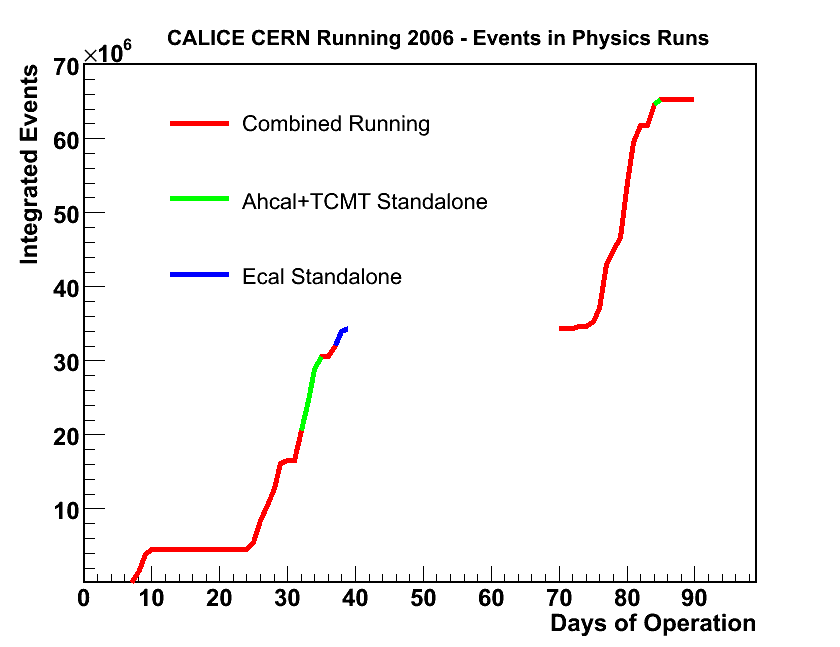 CALICE CERN Running 2006 - Events in Physics Runs
×10⁶
Integrated Events
70
60
50
40
30
20
10
Combined Running
Ahcal+TCMT Standalone
Ecal Standalone
0 10 20 30 40 50 60 70 80 90
Days of Operation